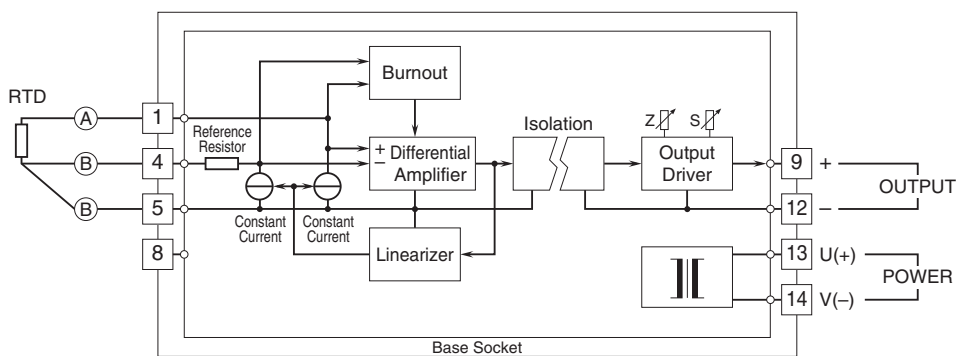 RTD
A
B
B
1
4
5
8
Reference
Resistor
Burnout
+
−
Differential
Amplifier
Constant
Current
Constant
Current
Linearizer
Isolation
Z
S
Output
Driver
9
+
12
−
OUTPUT
13
U(+)
14
V(−)
POWER
Base Socket